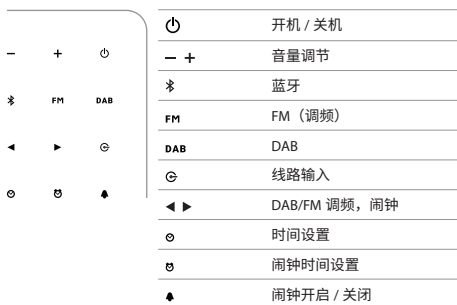 开机 / 关机
− + 音量调节
蓝牙
FM DAB
FM FM（调频）
DAB DAB
线路输入
DAB/FM 调频，闹钟
时间设置
闹钟时间设置
闹钟开启 / 关闭